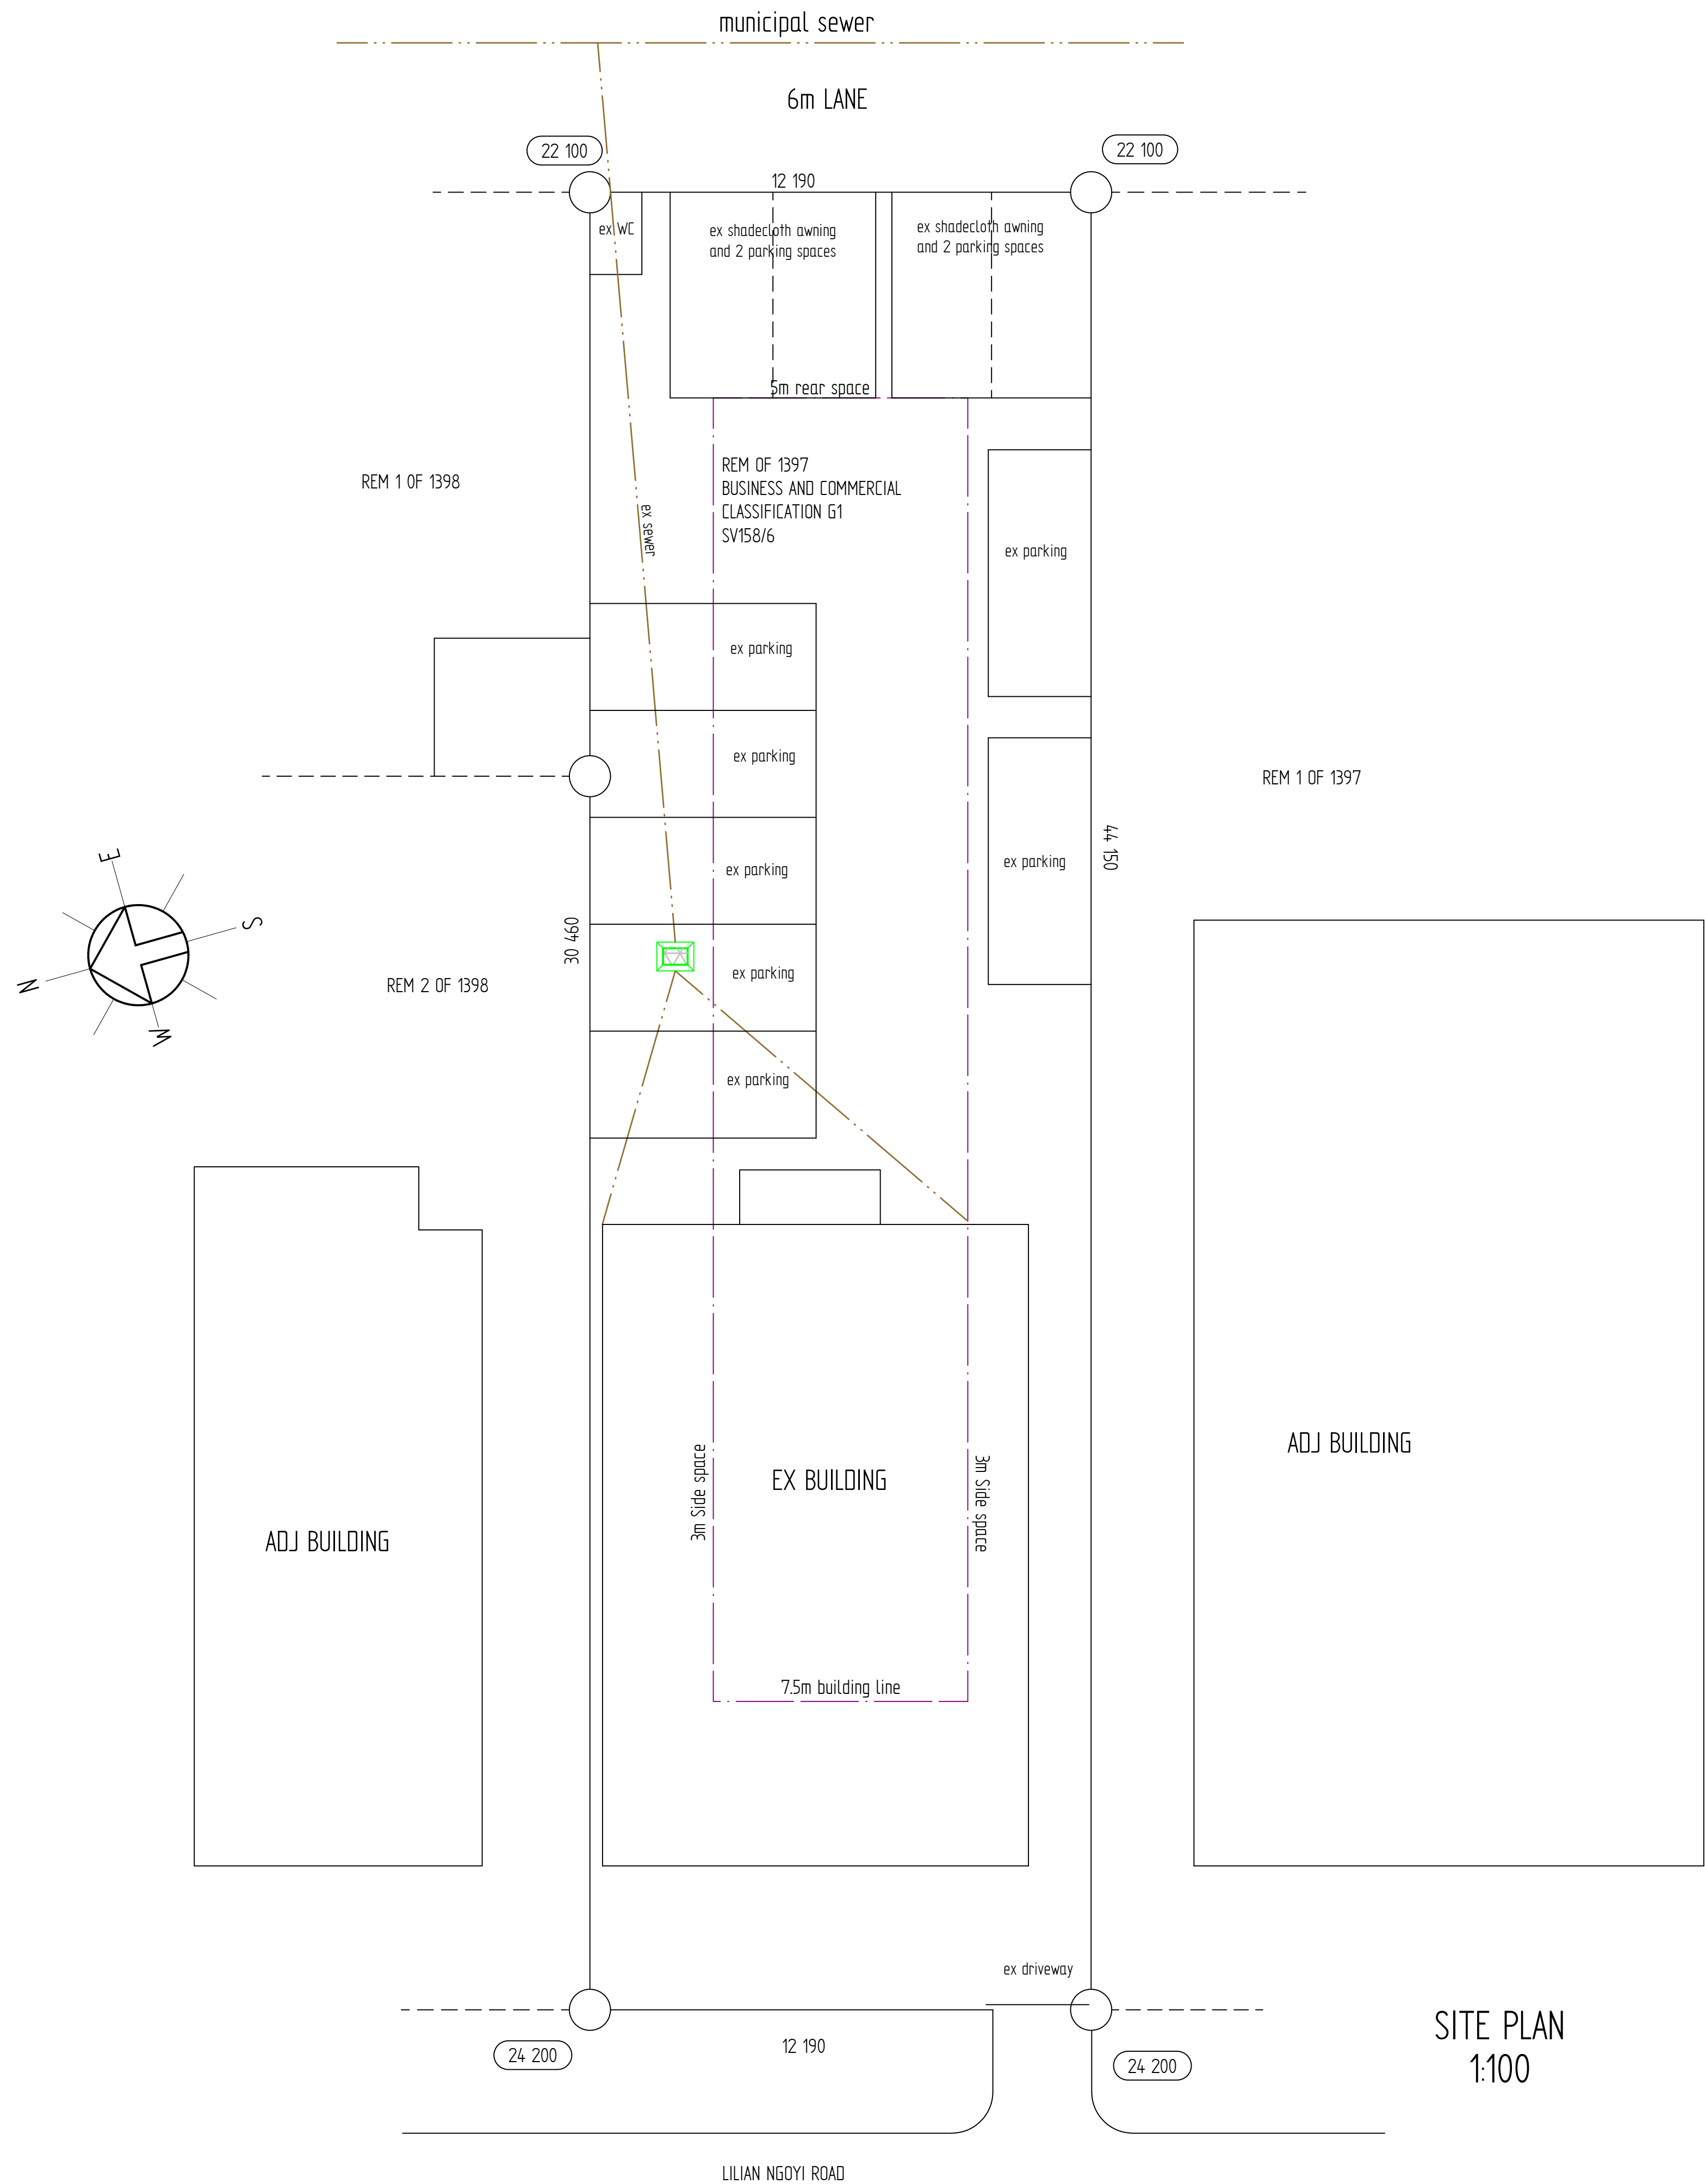 municipal sewer
6m LANE
22 100
22 100
12 190
ex WC
ex shadecloth awning
and 2 parking spaces
ex shadecloth awning
and 2 parking spaces
5m rear space
REM OF 1397
BUSINESS AND COMMERCIAL
CLASSIFICATION G1
SV158/6
REM 1 OF 1398
ex sewer
ex parking
ex parking
ex parking
REM 1 OF 1397
44 150
ex parking
ex parking
E
S
N
W
30 460
REM 2 OF 1398
ex parking
ex parking
ADJ BUILDING
3m Side space
EX BUILDING
3m Side space
ADJ BUILDING
7.5m building line
ex driveway
24 200
12 190
24 200
SITE PLAN
1:100
LILIAN NGOYI ROAD